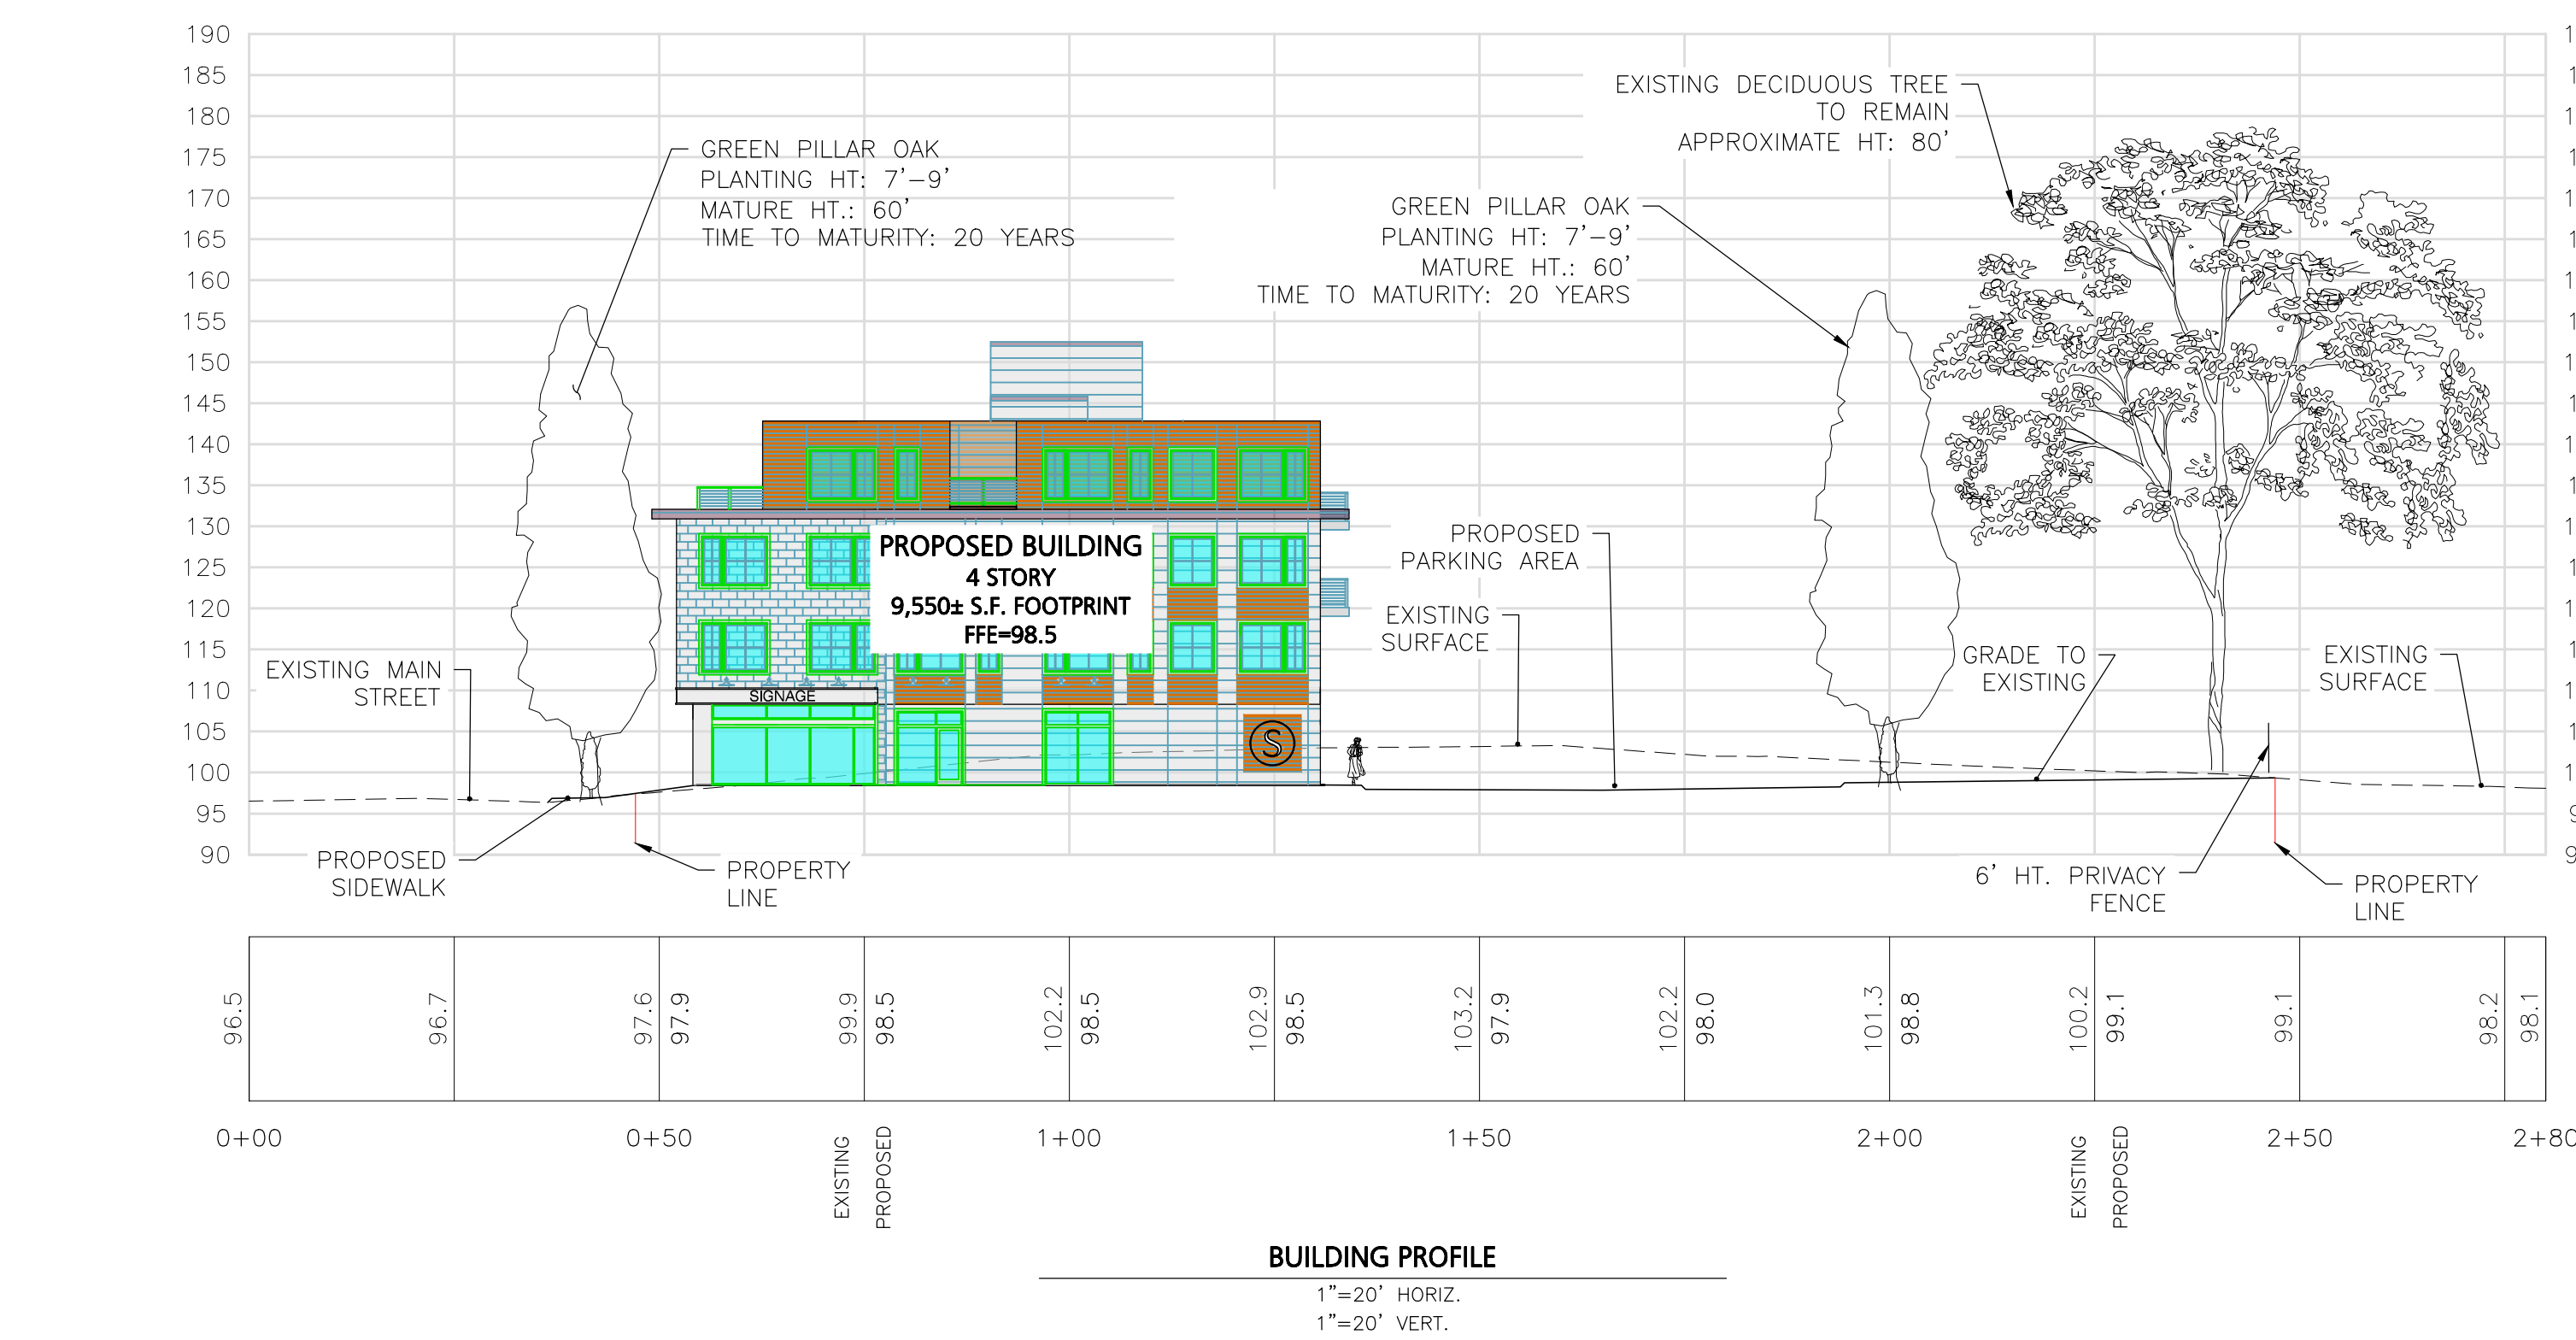 190
185
180
175
170
165
160
155
150
145
140
135
130
125
120
115
110
105
100
95
90
GREEN PILLAR OAK
PLANTING HT: 7'-9'
MATURE HT.: 60'
TIME TO MATURITY: 20 YEARS
EXISTING DECIDUOUS TREE
TO REMAIN
APPROXIMATE HT: 80'
GREEN PILLAR OAK
PLANTING HT: 7'-9'
MATURE HT.: 60'
TIME TO MATURITY: 20 YEARS
PROPOSED BUILDING
4 STORY
9,550± S.F. FOOTPRINT
FFE=98.5
PROPOSED
PARKING AREA
EXISTING
SURFACE
EXISTING MAIN
STREET
SIGNAGE
S
GRADE TO
EXISTING
EXISTING
SURFACE
PROPOSED
SIDEWALK
PROPERTY
LINE
6' HT. PRIVACY
FENCE
PROPERTY
LINE
96.5
96.7
97.6
97.9
99.9
98.5
102.2
98.5
102.9
98.5
103.2
97.9
102.2
98.0
101.3
98.8
100.2
99.1
99.1
98.2
98.1
0+00
0+50
1+00
1+50
2+00
2+50
2+80
EXISTING
PROPOSED
EXISTING
PROPOSED
BUILDING PROFILE
1"=20' HORIZ.
1"=20' VERT.